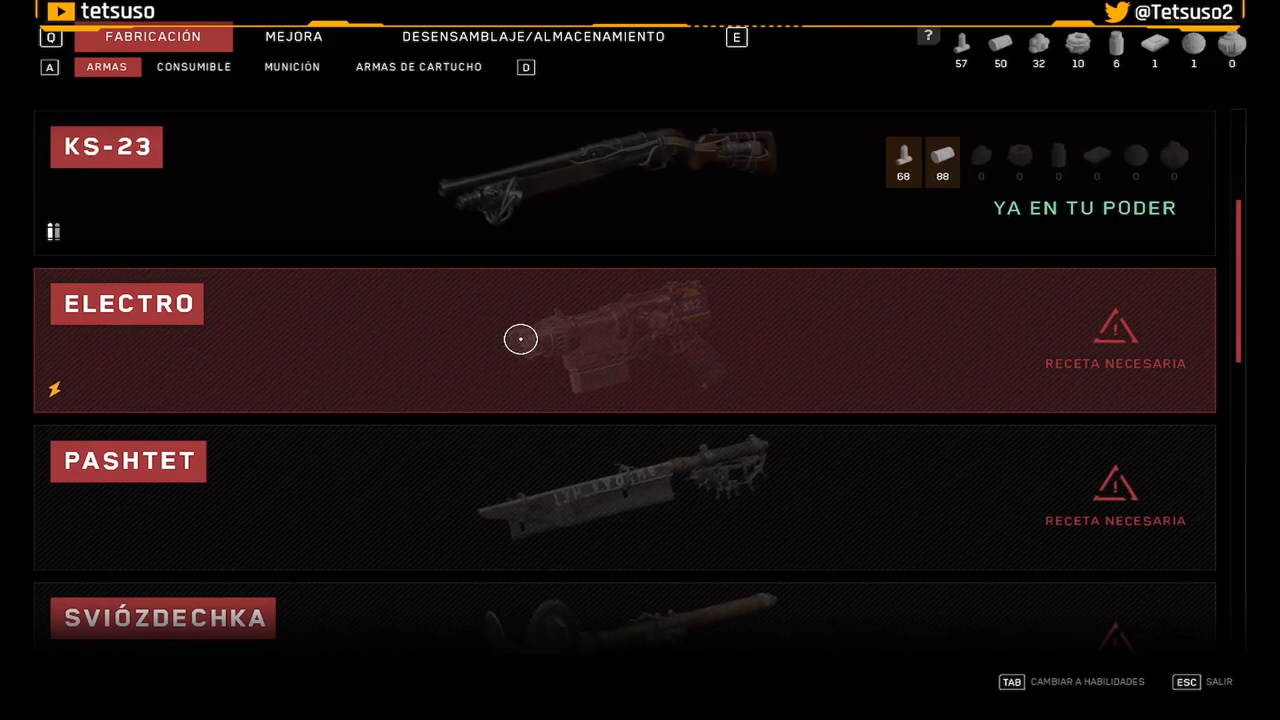 tetsuso
@Tetsuso2
Q FABRICACIÓN MEJORA DESENSAMBLAJE/ALMACENAMIENTO E ?
57 50 32 10 6 1 1 0
A ARMAS CONSUMIBLE MUNICIÓN ARMAS DE CARTUCHO D
KS-23
68 88 0 0 0 0 0 0
YA EN TU PODER
ELECTRO
312
RECETA NECESARIA
PASHTET
RECETA NECESARIA
SVIÓZDECHKA
TAB CAMBIAR A HABILIDADES ESC SALIR